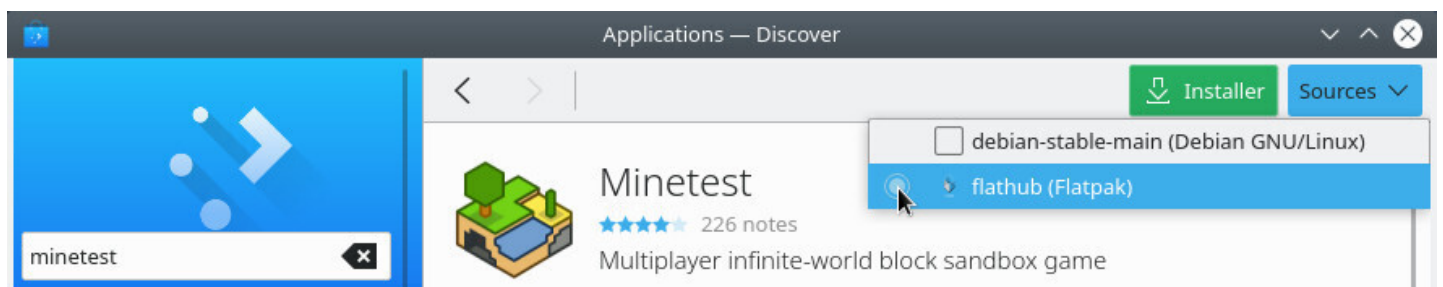 Applications — Discover
Installer
Sources
debian-stable-main (Debian GNU/Linux)
flathub (Flatpak)
minetest
Minetest
226 notes
Multiplayer infinite-world block sandbox game